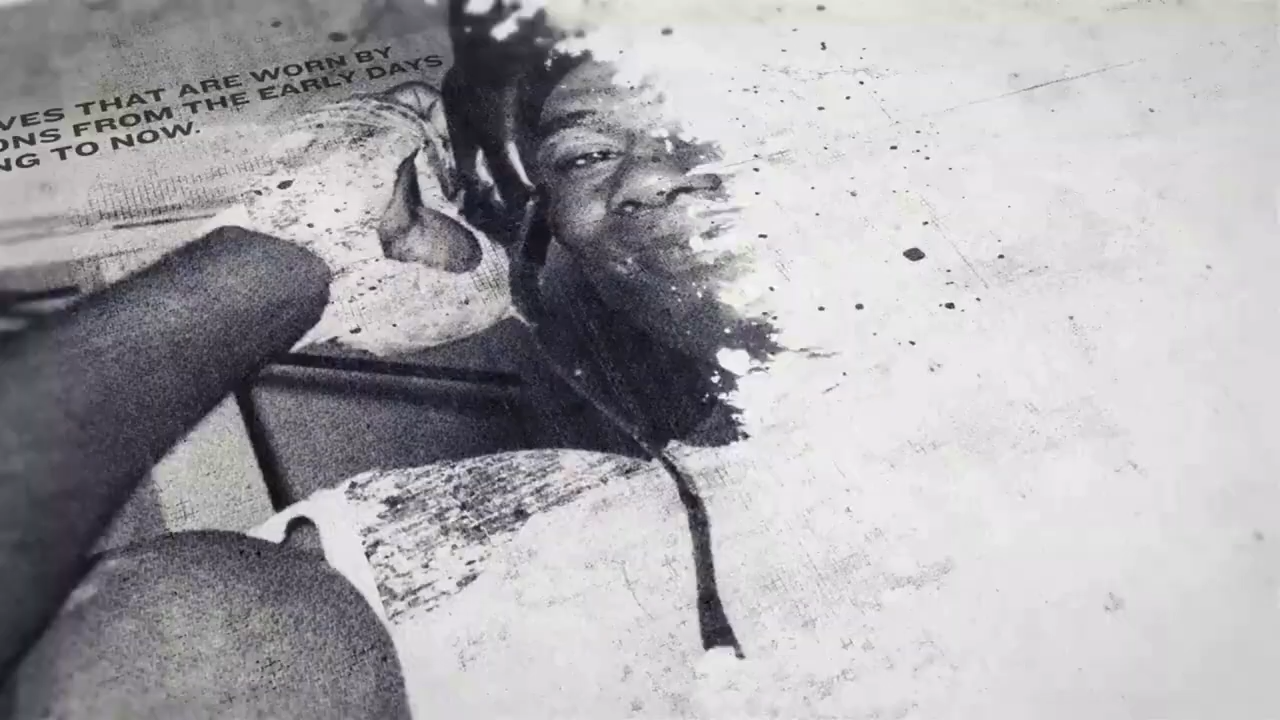 VES THAT ARE WORN BY
ONS FROM THE EARLY DAYS
NG TO NOW.